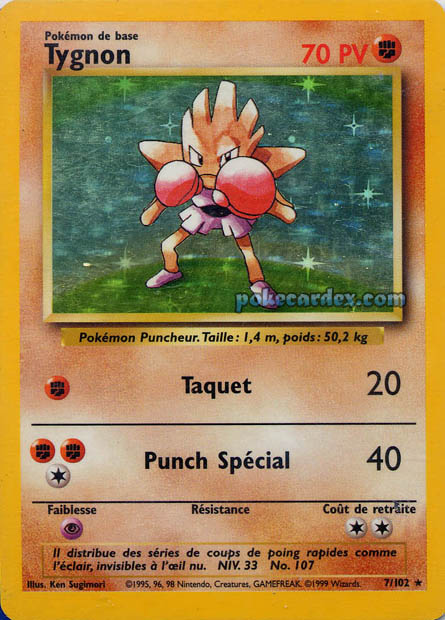 Pokémon de base
Tygnon 70 PV
pokecardex.com
Pokémon Puncheur. Taille : 1,4 m, poids : 50,2 kg
Taquet 20
Punch Spécial 40
Faiblesse Résistance Coût de retraite
Il distribue des séries de coups de poing rapides comme
l'éclair, invisibles à l'œil nu. NIV. 33 No. 107
Illus. Ken Sugimori ©1995, 96, 98 Nintendo, Creatures, GAMEFREAK. ©1999 Wizards. 7/102 ★